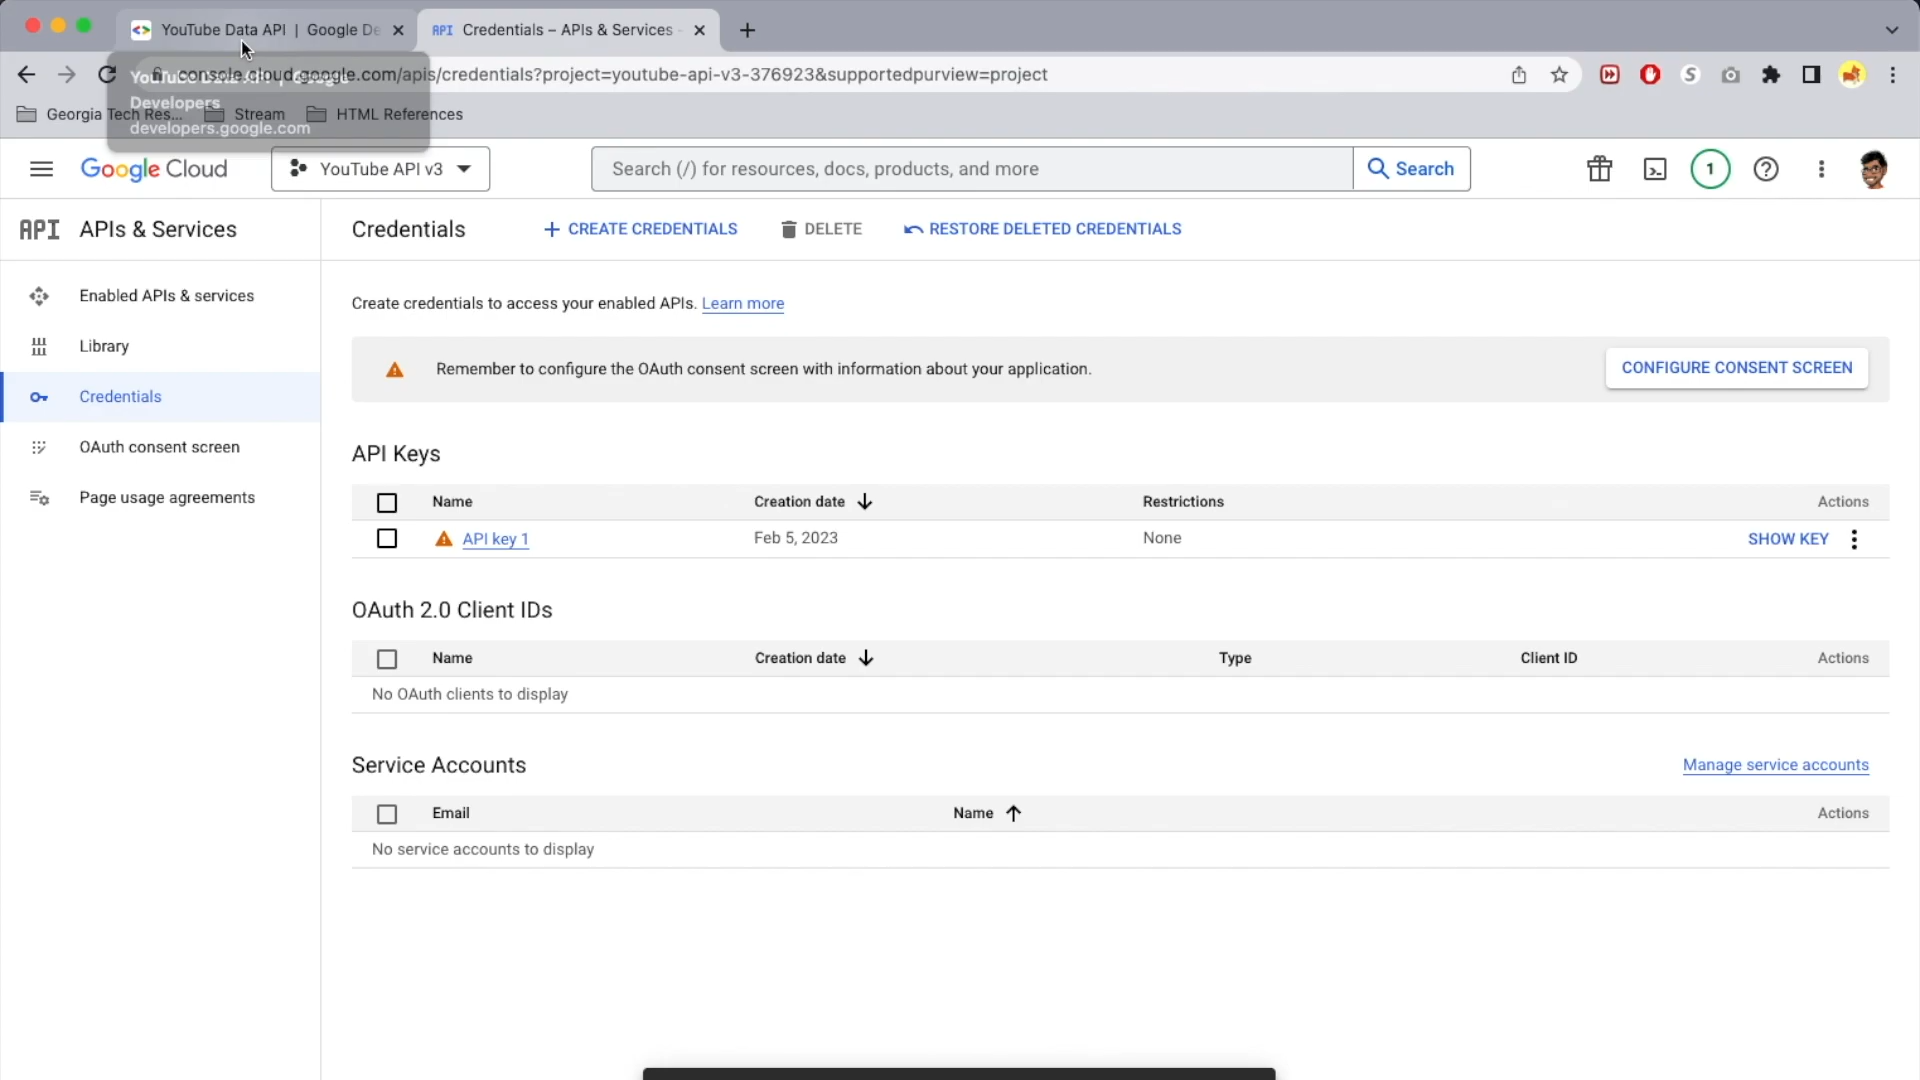 YouTube Data API | Google De
API Credentials – APIs & Services -
console.cloud.google.com/apis/credentials?project=youtube-api-v3-376923&supportedpurview=project
YouTube Data API | Google
Developers
developers.google.com
Georgia Tech Res...
Stream
HTML References
Google Cloud
YouTube API v3
Search (/) for resources, docs, products, and more
Search
1
API APIs & Services
Credentials
CREATE CREDENTIALS
DELETE
RESTORE DELETED CREDENTIALS
Enabled APIs & services
Library
Credentials
OAuth consent screen
Page usage agreements
Create credentials to access your enabled APIs. Learn more
Remember to configure the OAuth consent screen with information about your application.
CONFIGURE CONSENT SCREEN
API Keys
Name Creation date Restrictions Actions
API key 1 Feb 5, 2023 None SHOW KEY
OAuth 2.0 Client IDs
Name Creation date Type Client ID Actions
No OAuth clients to display
Service Accounts
Manage service accounts
Email Name Actions
No service accounts to display